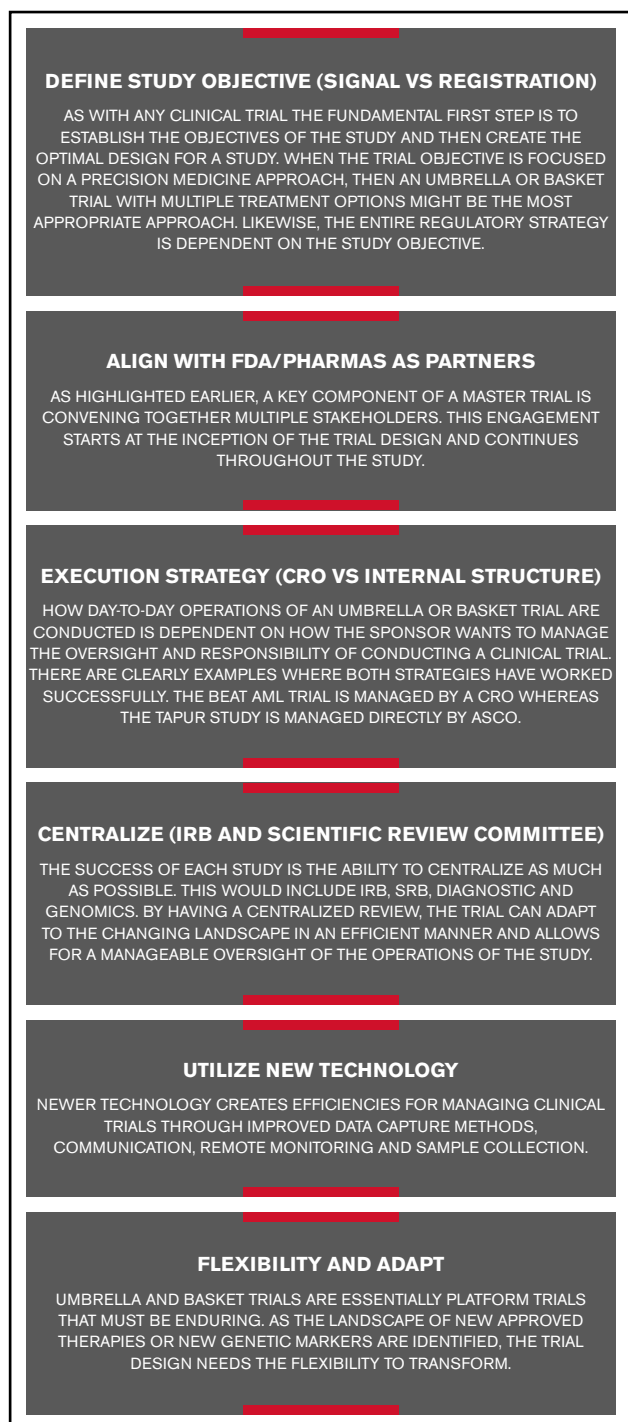 DEFINE STUDY OBJECTIVE (SIGNAL VS REGISTRATION)
AS WITH ANY CLINICAL TRIAL THE FUNDAMENTAL FIRST STEP IS TO
ESTABLISH THE OBJECTIVES OF THE STUDY AND THEN CREATE THE
OPTIMAL DESIGN FOR A STUDY. WHEN THE TRIAL OBJECTIVE IS FOCUSED
ON A PRECISION MEDICINE APPROACH, THEN AN UMBRELLA OR BASKET
TRIAL WITH MULTIPLE TREATMENT OPTIONS MIGHT BE THE MOST
APPROPRIATE APPROACH. LIKEWISE, THE ENTIRE REGULATORY STRATEGY
IS DEPENDENT ON THE STUDY OBJECTIVE.
ALIGN WITH FDA/PHARMAS AS PARTNERS
AS HIGHLIGHTED EARLIER, A KEY COMPONENT OF A MASTER TRIAL IS
CONVENING TOGETHER MULTIPLE STAKEHOLDERS. THIS ENGAGEMENT
STARTS AT THE INCEPTION OF THE TRIAL DESIGN AND CONTINUES
THROUGHOUT THE STUDY.
EXECUTION STRATEGY (CRO VS INTERNAL STRUCTURE)
HOW DAY-TO-DAY OPERATIONS OF AN UMBRELLA OR BASKET TRIAL ARE
CONDUCTED IS DEPENDENT ON HOW THE SPONSOR WANTS TO MANAGE
THE OVERSIGHT AND RESPONSIBILITY OF CONDUCTING A CLINICAL TRIAL.
THERE ARE CLEARLY EXAMPLES WHERE BOTH STRATEGIES HAVE WORKED
SUCCESSFULLY. THE BEAT AML TRIAL IS MANAGED BY A CRO WHEREAS
THE TAPUR STUDY IS MANAGED DIRECTLY BY ASCO.
CENTRALIZE (IRB AND SCIENTIFIC REVIEW COMMITTEE)
THE SUCCESS OF EACH STUDY IS THE ABILITY TO CENTRALIZE AS MUCH
AS POSSIBLE. THIS WOULD INCLUDE IRB, SRB, DIAGNOSTIC AND
GENOMICS. BY HAVING A CENTRALIZED REVIEW, THE TRIAL CAN ADAPT
TO THE CHANGING LANDSCAPE IN AN EFFICIENT MANNER AND ALLOWS
FOR A MANAGEABLE OVERSIGHT OF THE OPERATIONS OF THE STUDY.
UTILIZE NEW TECHNOLOGY
NEWER TECHNOLOGY CREATES EFFICIENCIES FOR MANAGING CLINICAL
TRIALS THROUGH IMPROVED DATA CAPTURE METHODS,
COMMUNICATION, REMOTE MONITORING AND SAMPLE COLLECTION.
FLEXIBILITY AND ADAPT
UMBRELLA AND BASKET TRIALS ARE ESSENTIALLY PLATFORM TRIALS
THAT MUST BE ENDURING. AS THE LANDSCAPE OF NEW APPROVED
THERAPIES OR NEW GENETIC MARKERS ARE IDENTIFIED, THE TRIAL
DESIGN NEEDS THE FLEXIBILITY TO TRANSFORM.